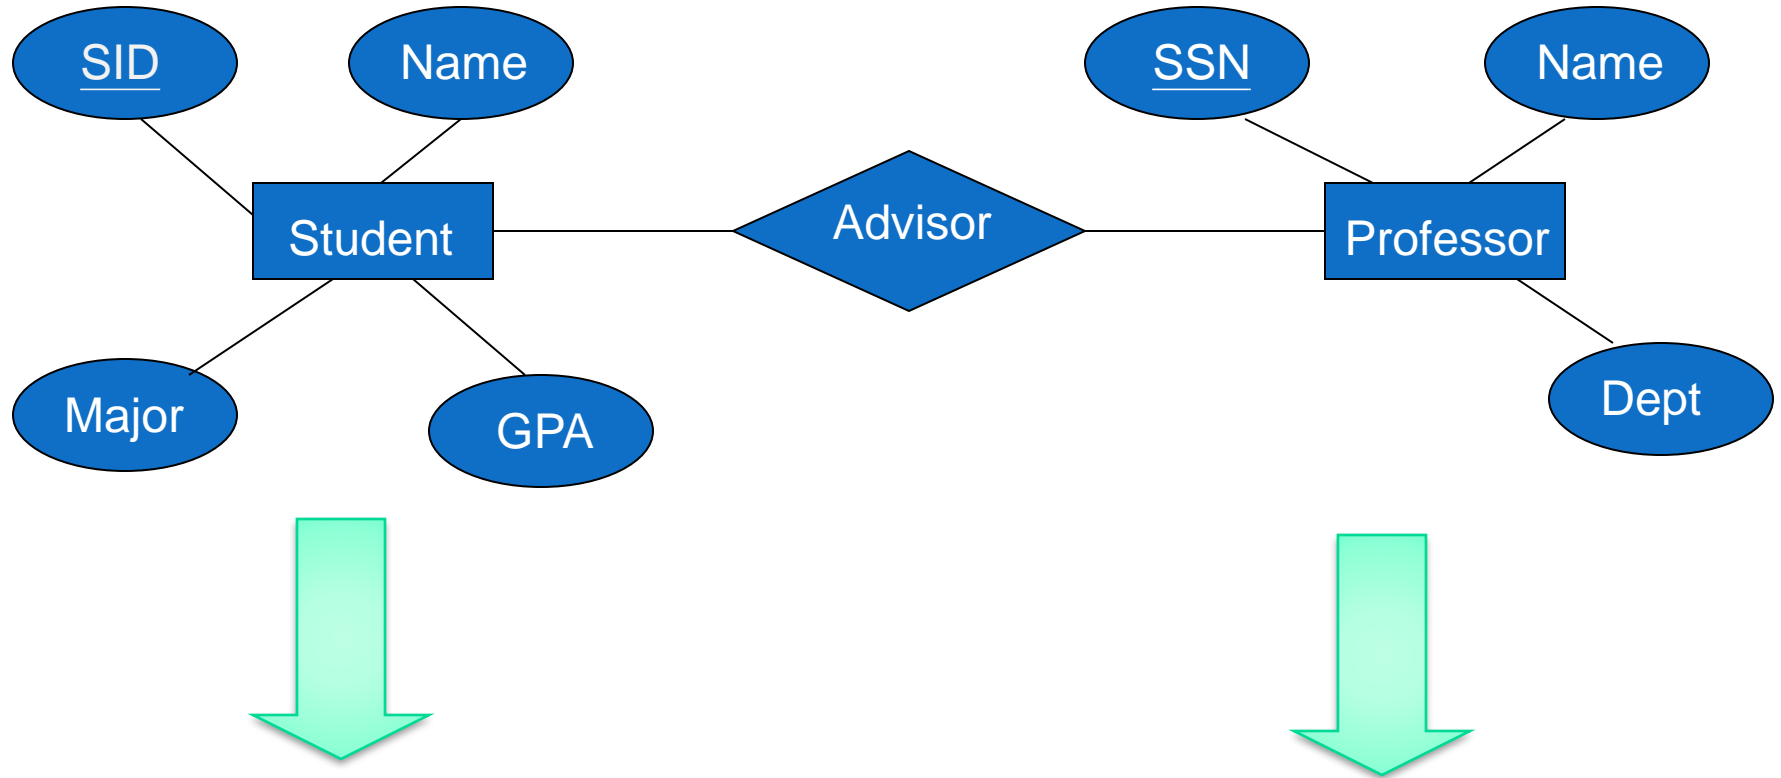 SID
Name
SSN
Name
Student
Advisor
Professor
Major
GPA
Dept